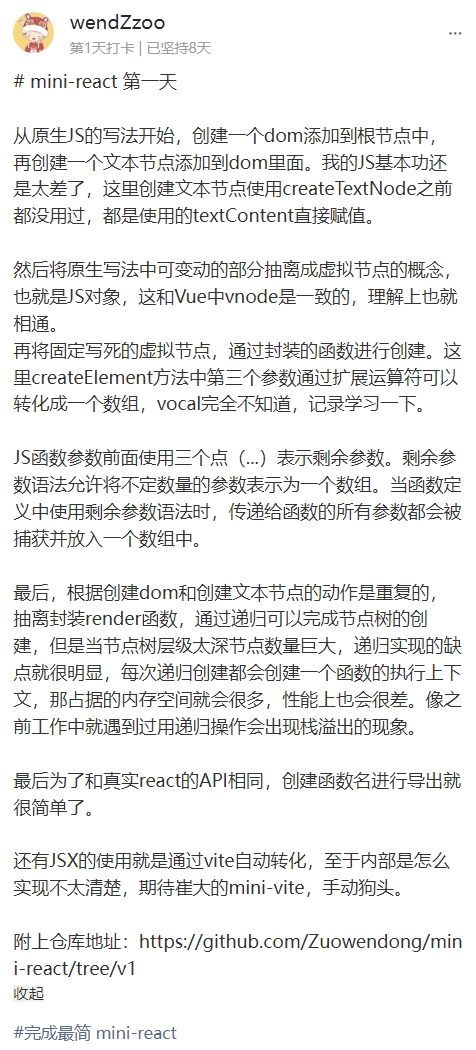 wendZzoo
第1天打卡 | 已坚持8天
# mini-react 第一天
从原生JS的写法开始，创建一个dom添加到根节点中，
再创建一个文本节点添加到dom里面。我的JS基本功还
是太差了，这里创建文本节点使用createTextNode之前
都没用过，都是使用的textContent直接赋值。
然后将原生写法中可变动的部分抽离成虚拟节点的概念，
也就是JS对象，这和Vue中vnode是一致的，理解上也就
相通。
再将固定写死的虚拟节点，通过封装的函数进行创建。这
里createElement方法中第三个参数通过扩展运算符可以
转化成一个数组，vocal完全不知道，记录学习一下。
JS函数参数前面使用三个点（...）表示剩余参数。剩余参
数语法允许将不定数量的参数表示为一个数组。当函数定
义中使用剩余参数语法时，传递给函数的所有参数都会被
捕获并放入一个数组中。
最后，根据创建dom和创建文本节点的动作是重复的，
抽离封装render函数，通过递归可以完成节点树的创
建，但是当节点树层级太深节点数量巨大，递归实现的缺
点就很明显，每次递归创建都会创建一个函数的执行上下
文，那占据的内存空间就会很多，性能上也会很差。像之
前工作中就遇到过用递归操作会出现栈溢出的现象。
最后为了和真实react的API相同，创建函数名进行导出就
很简单了。
还有JSX的使用就是通过vite自动转化，至于内部是怎么
实现不太清楚，期待崔大的mini-vite，手动狗头。
附上仓库地址：https://github.com/Zuowendong/min
i-react/tree/v1
收起
#完成最简 mini-react